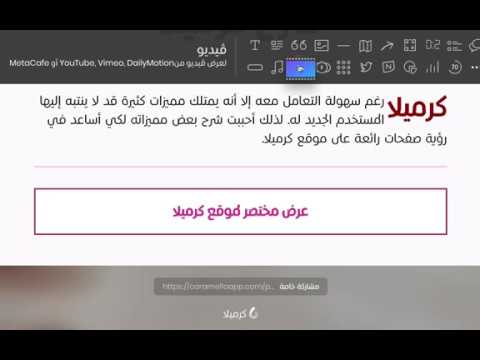 ڤيديو
لعرض ڤيديو من YouTube, Vimeo, DailyMotion أو MetaCafe
كرميلا
رغم سهولة التعامل معه إلا أنه يمتلك مميزات كثيرة قد لا ينتبه إليها
المستخدم الجديد له. لذلك أحببت شرح بعض مميزاته لكي أساعد في
رؤية صفحات رائعة على موقع كرميلا.
عرض مختصر لموقع كرميلا
مشاركة خاصة https://caramellaapp.com/p...
كرميلا